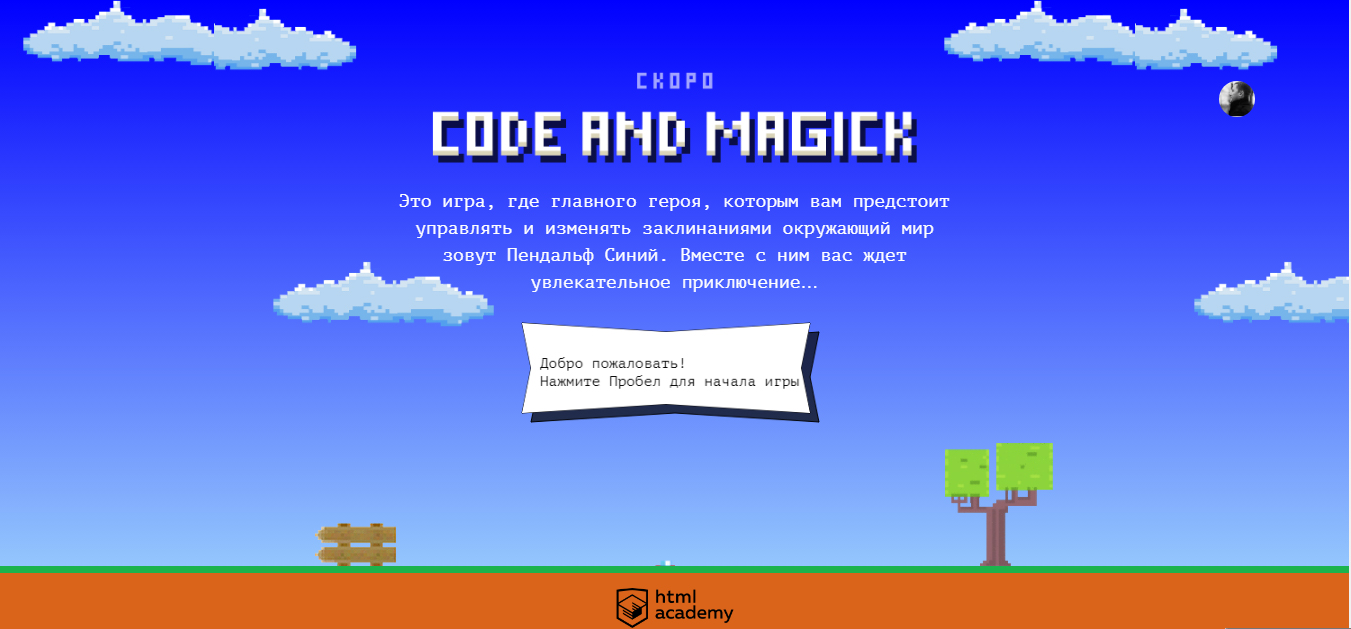 СКОРО
CODE AND MAGICK
Это игра, где главного героя, которым вам предстоит
управлять и изменять заклинаниями окружающий мир
зовут Пендальф Синий. Вместе с ним вас ждет
увлекательное приключение...
Добро пожаловать!
Нажмите Пробел для начала игры
html
academy